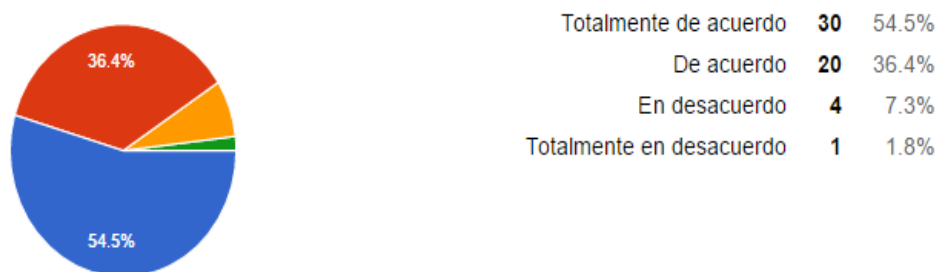 Totalmente de acuerdo 30 54.5%
De acuerdo 20 36.4%
En desacuerdo 4 7.3%
Totalmente en desacuerdo 1 1.8%
36.4%
54.5%